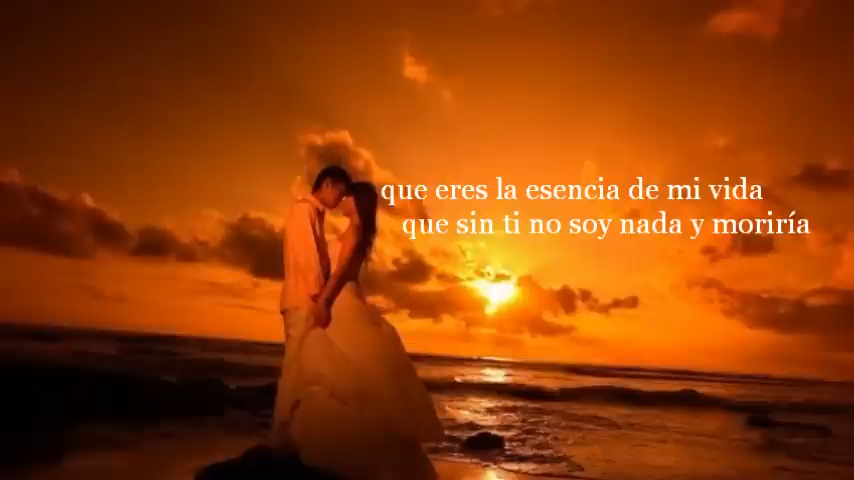 que eres la esencia de mi vida
que sin ti no soy nada y moriría